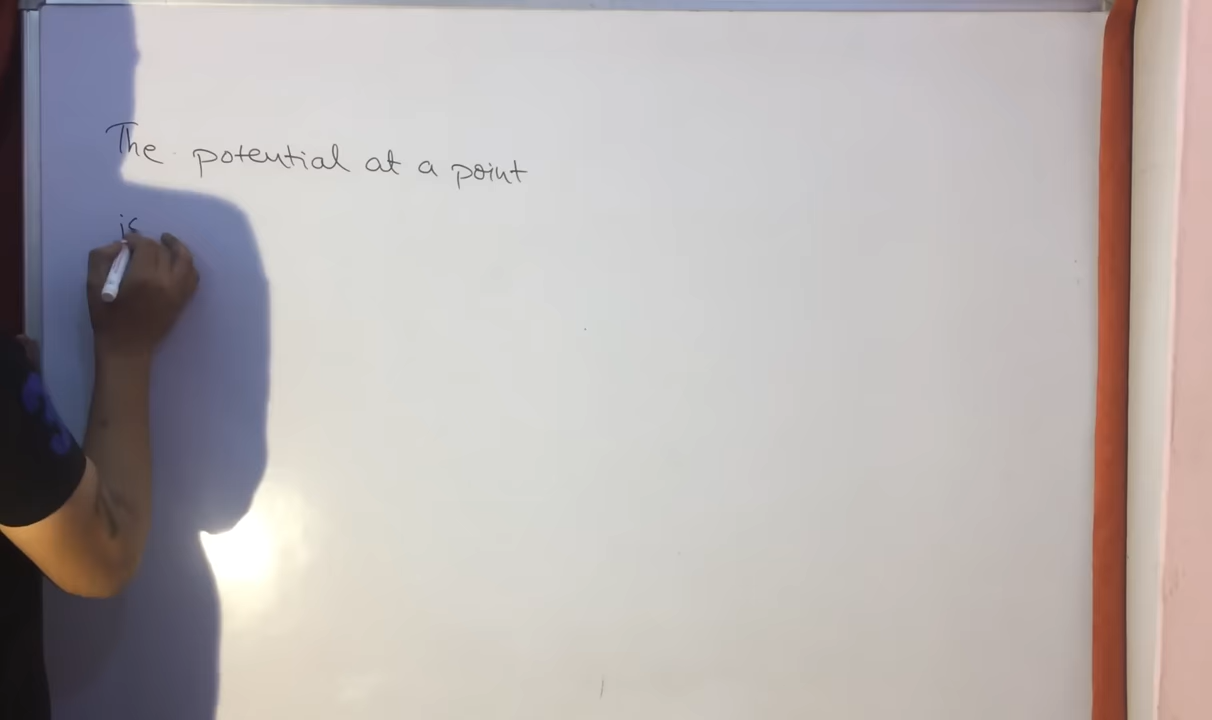 The potential at a point
is